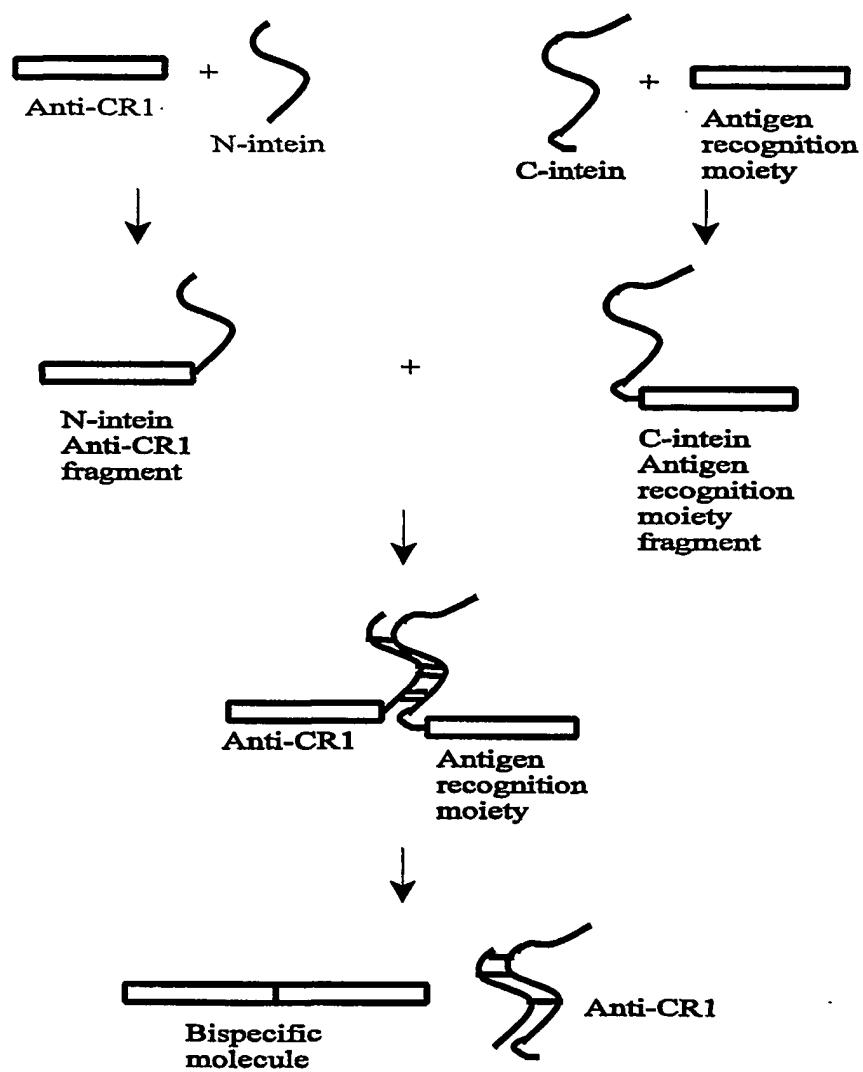 Anti-CR1
+
N-intein
C-intein
+
Antigen
recognition
moiety
N-intein
Anti-CR1
fragment
+
C-intein
Antigen
recognition
moiety
fragment
Anti-CR1
Antigen
recognition
moiety
Bispecific
molecule
Anti-CR1